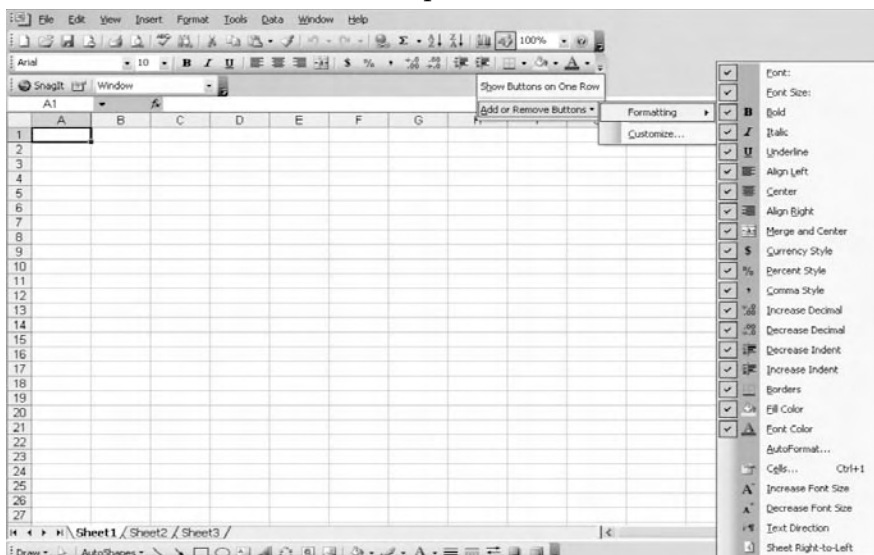 File Edit View Insert Format Tools Data Window Help
100%
Arial 10 B I U $ % ,
SnagIt Window
Show Buttons on One Row
Add or Remove Buttons
Formatting
Customize...
A1 fx
A B C D E F G H
1
2
3
4
5
6
7
8
9
10
11
12
13
14
15
16
17
18
19
20
21
22
23
24
25
26
27
Sheet1 / Sheet2 / Sheet3 /
Draw AutoShapes
Font:
Font Size:
B Bold
I Italic
U Underline
Align Left
Center
Align Right
Merge and Center
$ Currency Style
% Percent Style
, Comma Style
Increase Decimal
Decrease Decimal
Decrease Indent
Increase Indent
Borders
Fill Color
A Font Color
AutoFormat...
Cells... Ctrl+1
A Increase Font Size
A Decrease Font Size
Text Direction
Sheet Right-to-Left